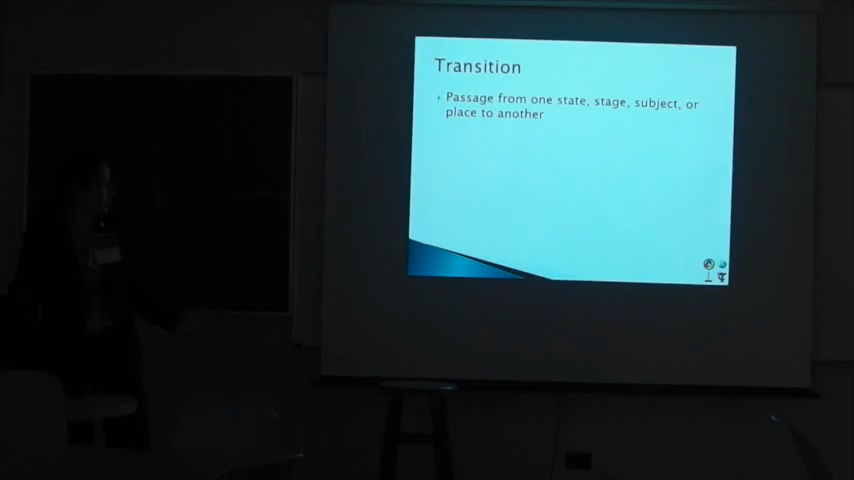 Transition
Passage from one state, stage, subject, or
place to another